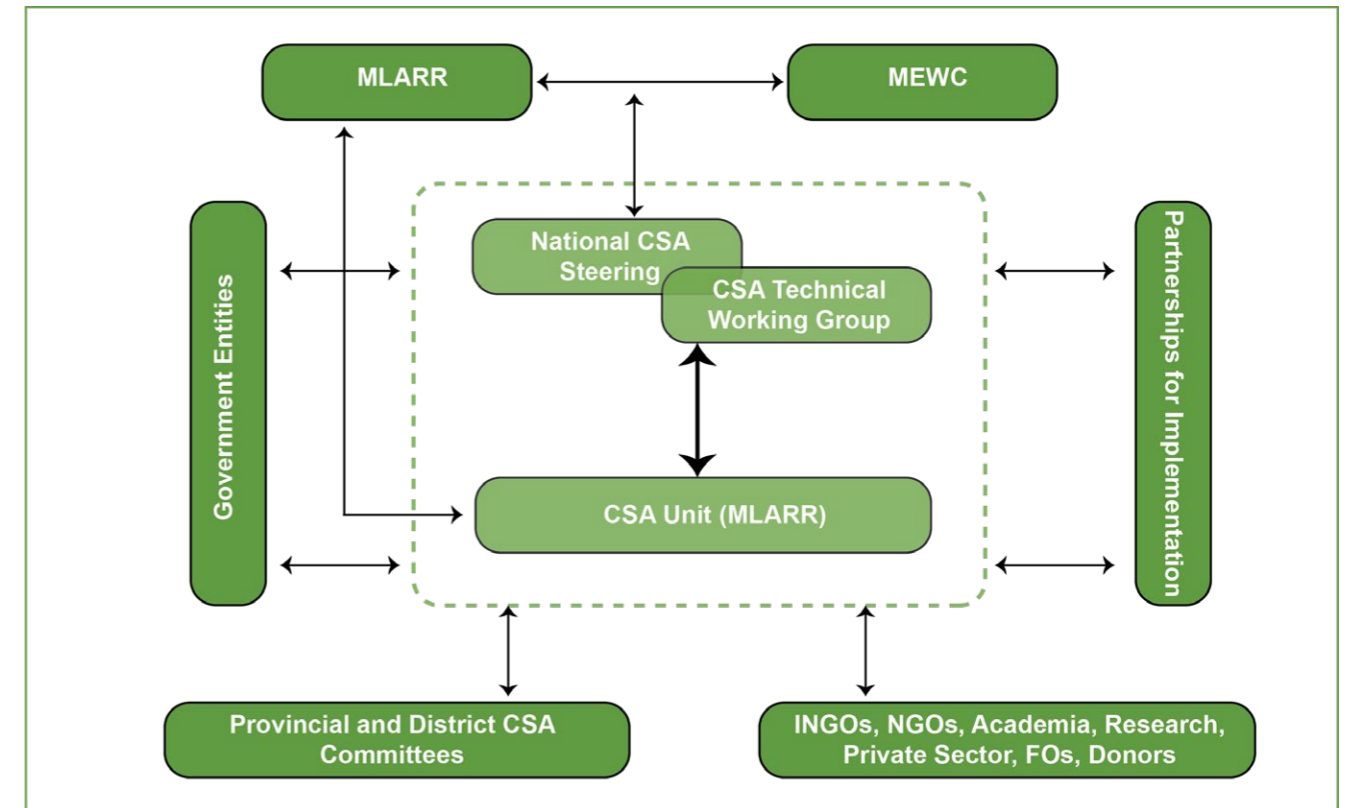 MLARR
MEWC
Government Entities
National CSA
Steering
CSA Technical
Working Group
CSA Unit (MLARR)
Partnerships for Implementation
Provincial and District CSA
Committees
INGOs, NGOs, Academia, Research,
Private Sector, FOs, Donors